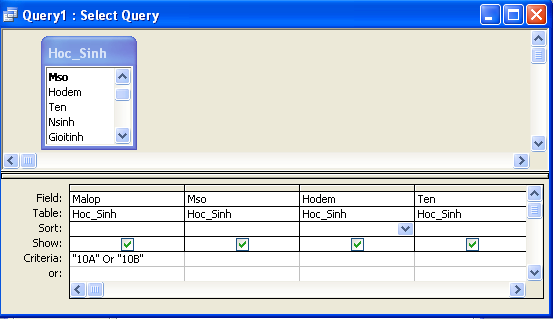 Query1 : Select Query
Hoc_Sinh
Mso
Hodem
Ten
Nsinh
Gioitinh
Field: Malop Mso Hodem Ten
Table: Hoc_Sinh Hoc_Sinh Hoc_Sinh Hoc_Sinh
Sort:
Show:
Criteria: "10A" Or "10B"
or: